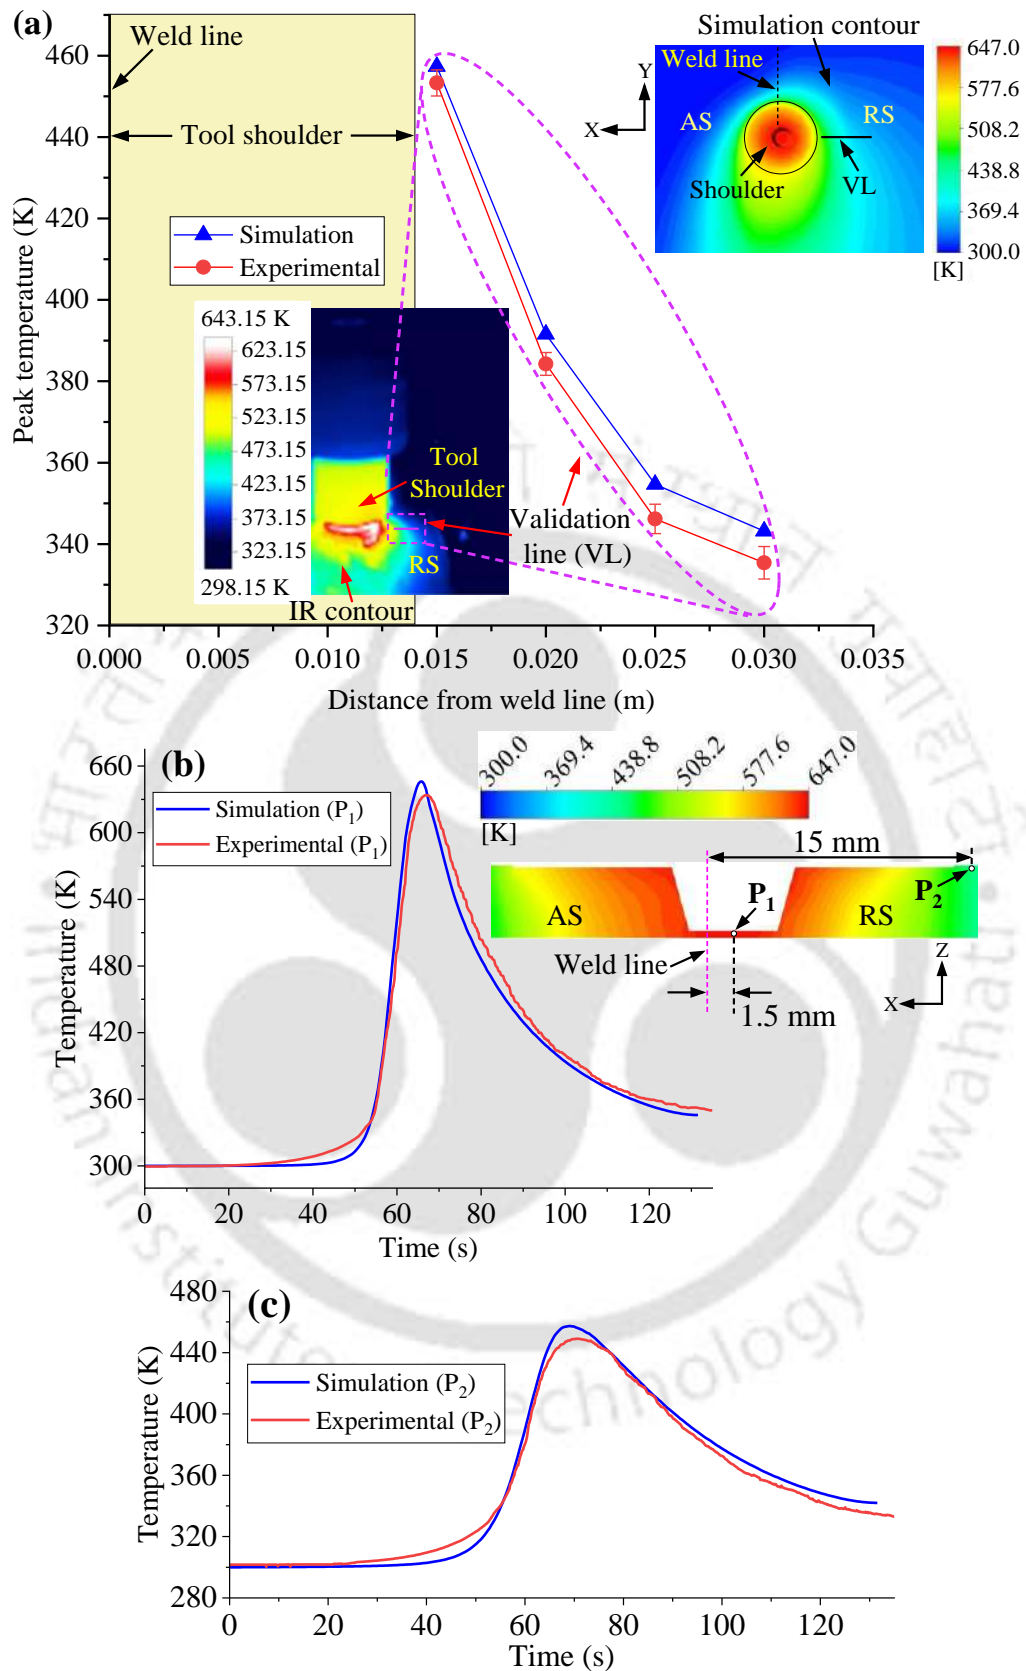 (a)
Weld line
Tool shoulder
Simulation
Experimental
Peak temperature (K)
460
440
420
400
380
360
340
320
0.000 0.005 0.010 0.015 0.020 0.025 0.030 0.035
Distance from weld line (m)
643.15 K
623.15
573.15
523.15
473.15
423.15
373.15
323.15
298.15 K
Tool
Shoulder
RS
IR contour
Validation
line (VL)
Simulation contour
Weld line
Y
X
AS
RS
Shoulder
VL
647.0
577.6
508.2
438.8
369.4
300.0
[K]
(b)
Simulation (P1)
Experimental (P1)
Temperature (K)
660
600
540
480
420
360
300
0 20 40 60 80 100 120
Time (s)
300.0 369.4 438.8 508.2 577.6 647.0
[K]
15 mm
P2
P1
AS
RS
Weld line
Z
X
1.5 mm
(c)
Simulation (P2)
Experimental (P2)
Temperature (K)
480
440
400
360
320
280
0 20 40 60 80 100 120
Time (s)
Technology Guwahati